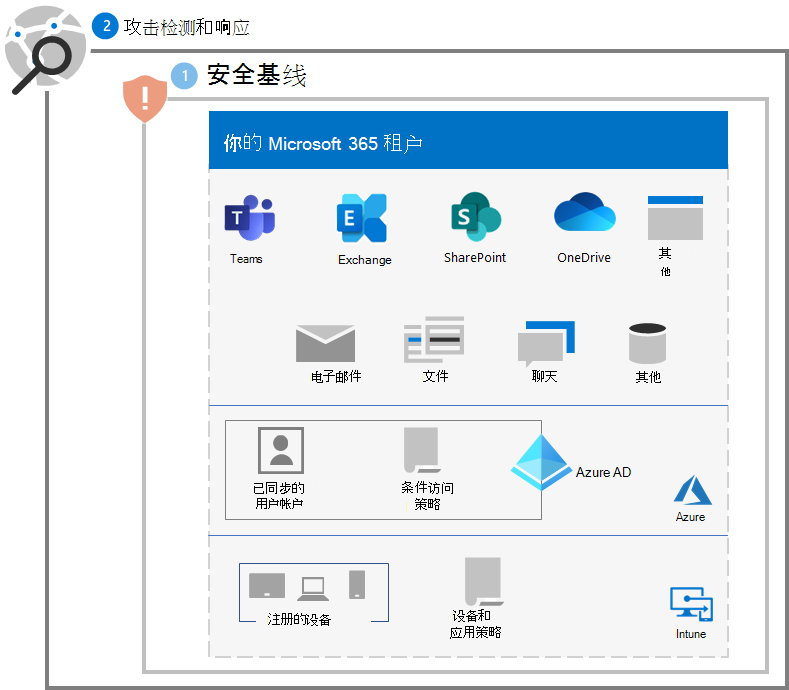 2 攻击检测和响应
1 安全基线
!
你的 Microsoft 365 租户
T
E
S
Teams
Exchange
SharePoint
OneDrive
其
他
电子邮件
文件
聊天
其他
已同步的
用户帐户
条件访问
策略
Azure AD
Azure
注册的设备
设备和
应用策略
Intune